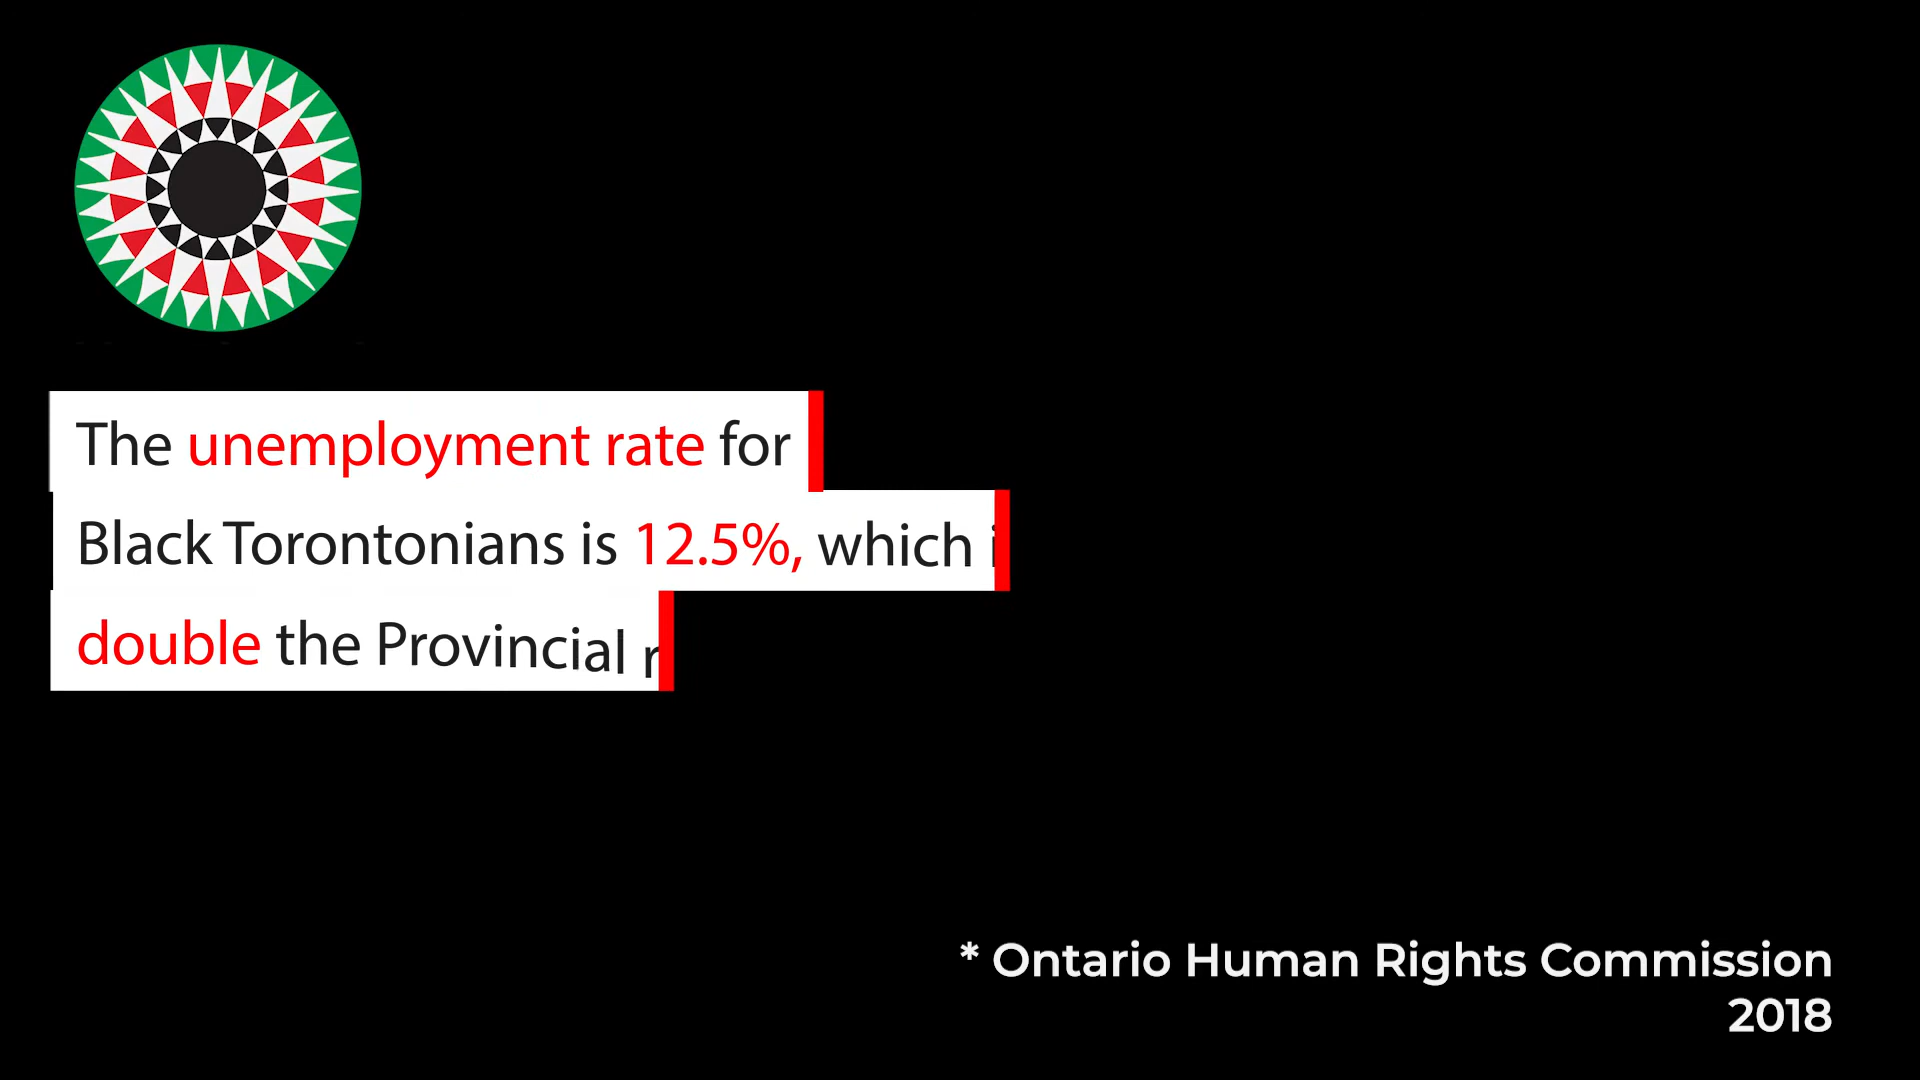 The unemployment rate for
Black Torontonians is 12.5%, which
double the Provincial
* Ontario Human Rights Commission
2018